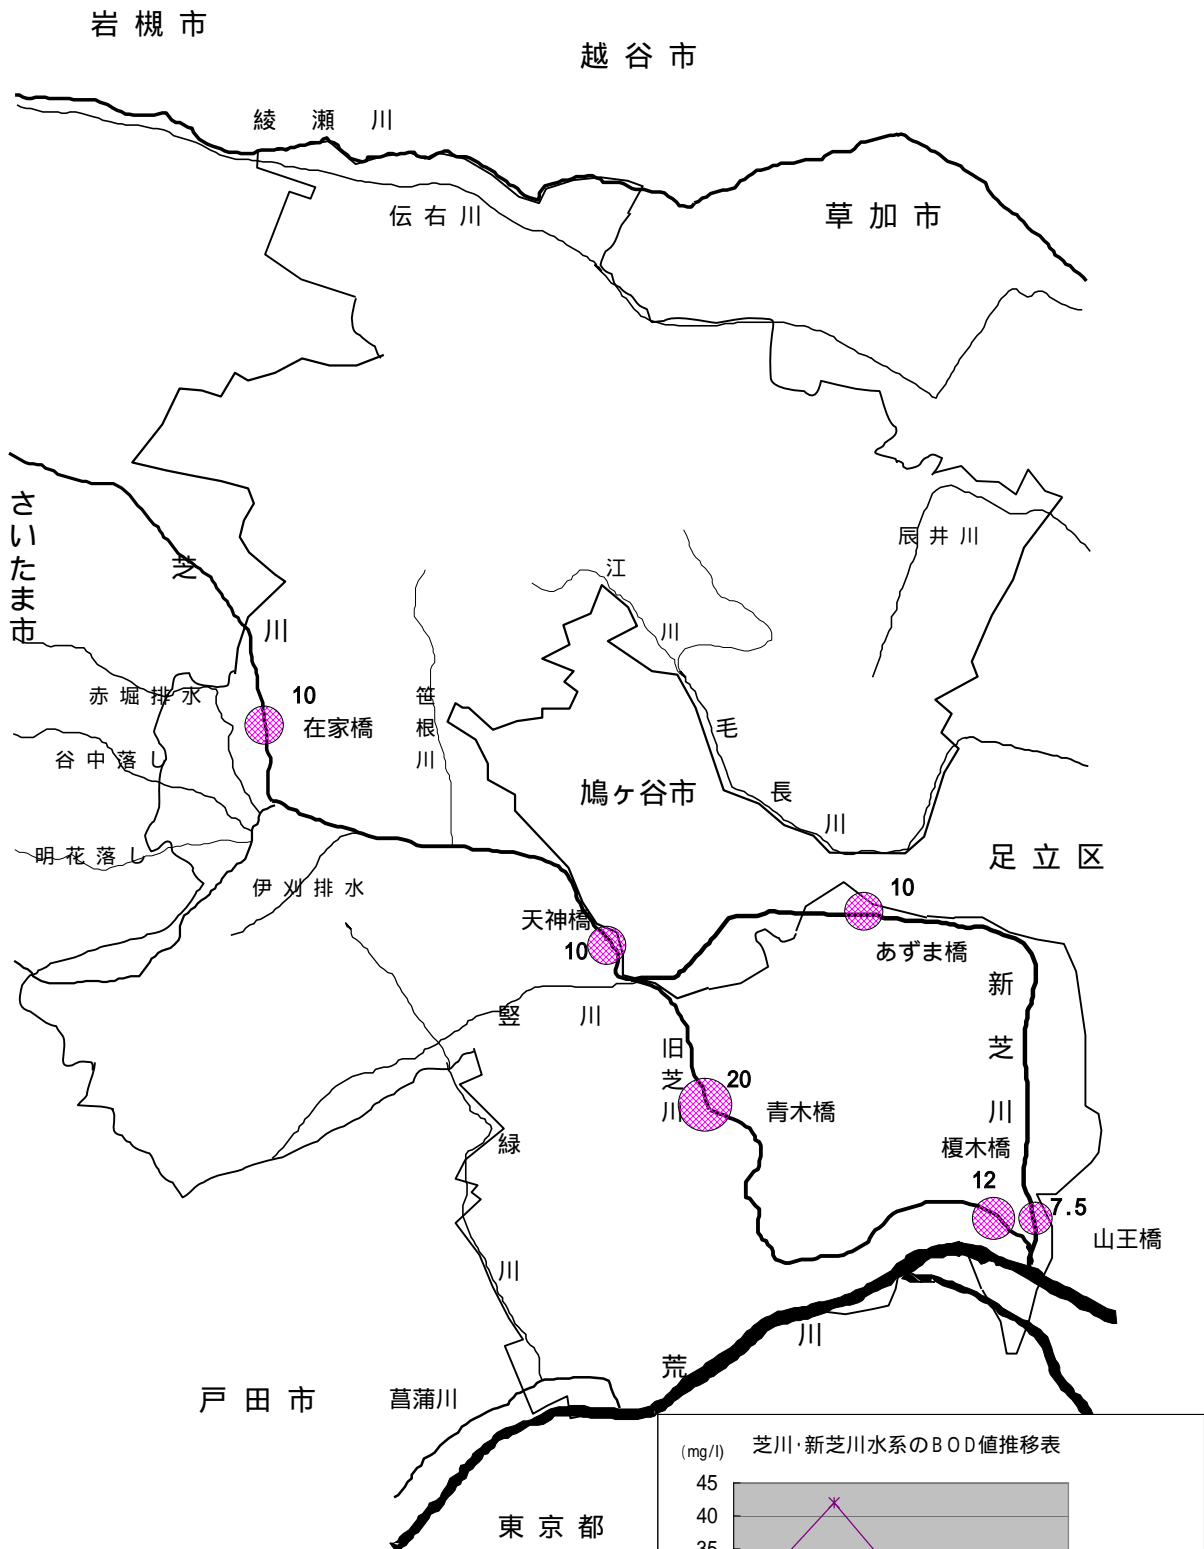 岩槻市
越谷市
綾瀬川
伝右川
草加市
さいたま市
芝川
辰井川
江川
赤堀排水
10
在家橋
笹根川
毛長川
谷中落し
鳩ヶ谷市
明花落し
伊刈排水
足立区
10
あずま橋
天神橋
10
新芝川
竪川
旧芝川
20
青木橋
緑川
榎木橋
12
7.5
山王橋
荒川
戸田市
菖蒲川
東京都
(mg/l)
芝川･新芝川水系のBOD値推移表
45
40
35